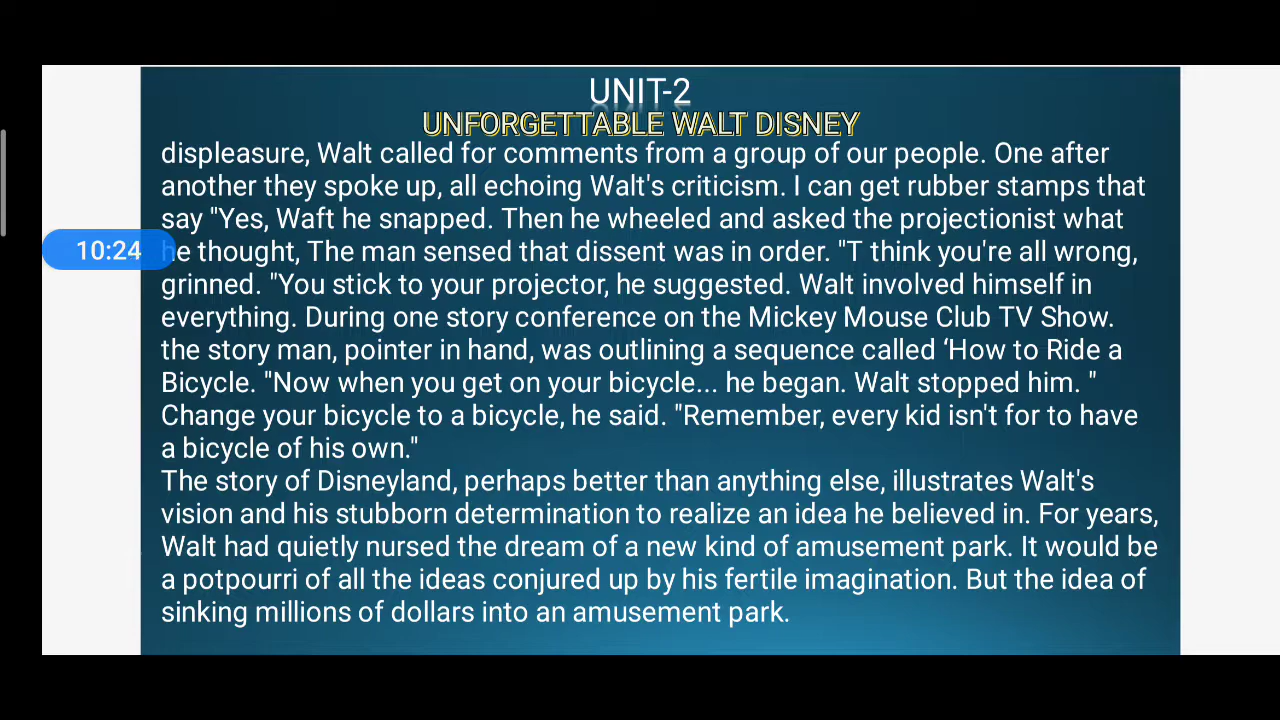 UNIT-2
UNFORGETTABLE WALT DISNEY
displeasure, Walt called for comments from a group of our people. One after
another they spoke up, all echoing Walt's criticism. I can get rubber stamps that
say "Yes, Waft he snapped. Then he wheeled and asked the projectionist what
10:24
he thought, The man sensed that dissent was in order. "T think you're all wrong,
grinned. "You stick to your projector, he suggested. Walt involved himself in
everything. During one story conference on the Mickey Mouse Club TV Show.
the story man, pointer in hand, was outlining a sequence called ‘How to Ride a
Bicycle. "Now when you get on your bicycle... he began. Walt stopped him. "
Change your bicycle to a bicycle, he said. "Remember, every kid isn't for to have
a bicycle of his own."
The story of Disneyland, perhaps better than anything else, illustrates Walt's
vision and his stubborn determination to realize an idea he believed in. For years,
Walt had quietly nursed the dream of a new kind of amusement park. It would be
a potpourri of all the ideas conjured up by his fertile imagination. But the idea of
sinking millions of dollars into an amusement park.